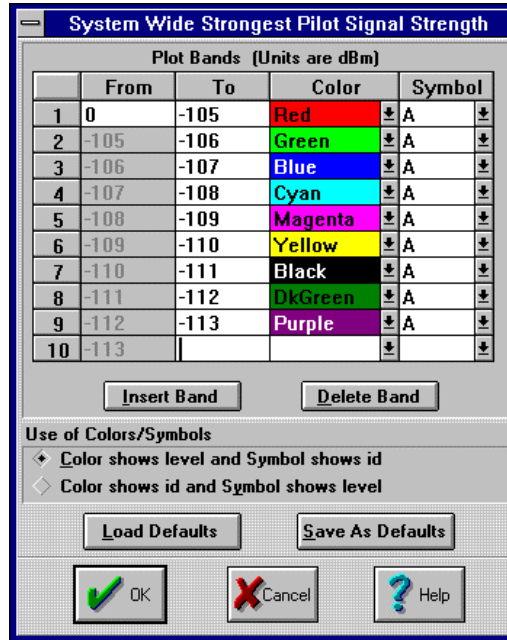 System Wide Strongest Pilot Signal Strength
Plot Bands (Units are dBm)
From To Color Symbol
1 0 -105 Red A
2 -105 -106 Green A
3 -106 -107 Blue A
4 -107 -108 Cyan A
5 -108 -109 Magenta A
6 -109 -110 Yellow A
7 -110 -111 Black A
8 -111 -112 DkGreen A
9 -112 -113 Purple A
10 -113
Insert Band Delete Band
Use of Colors/Symbols
Color shows level and Symbol shows id
Color shows id and Symbol shows level
Load Defaults Save As Defaults
OK Cancel Help